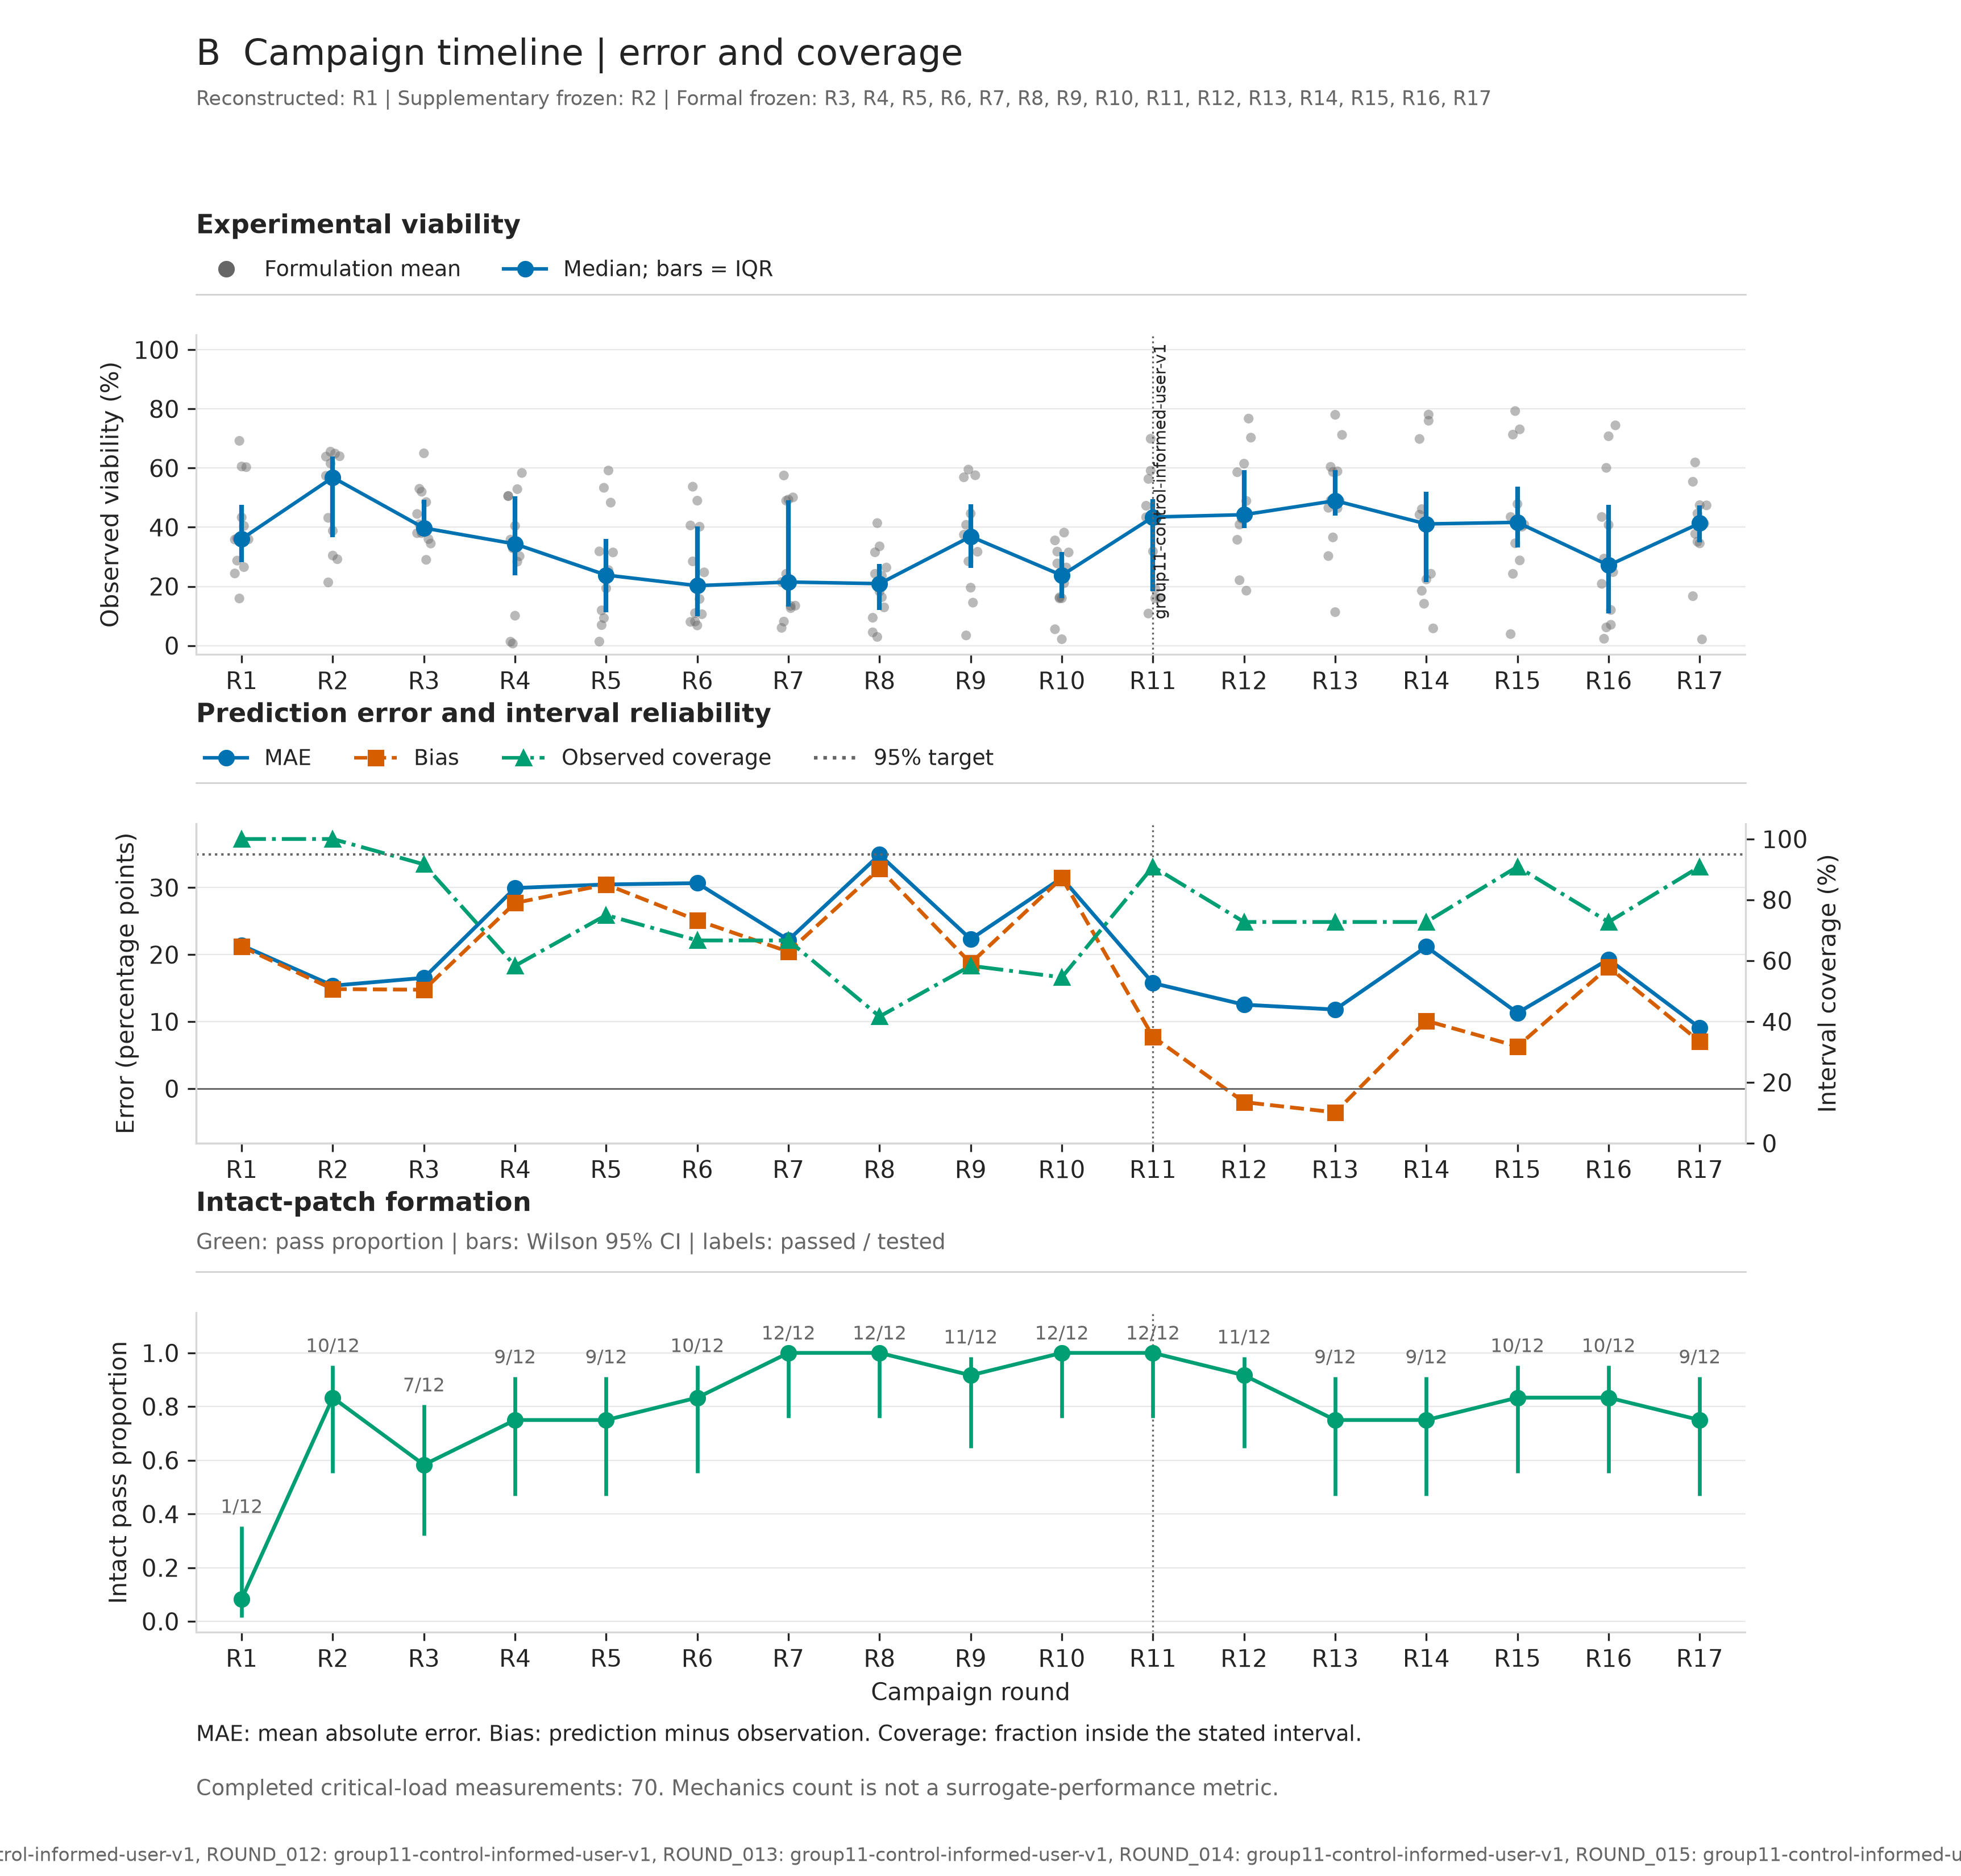 B Campaign timeline | error and coverage
Reconstructed: R1 | Supplementary frozen: R2 | Formal frozen: R3, R4, R5, R6, R7, R8, R9, R10, R11, R12, R13, R14, R15, R16, R17
Experimental viability
Formulation mean
Median; bars = IQR
Observed viability (%)
100
80
60
40
20
0
group11-control-informed-user-v1
R1 R2 R3 R4 R5 R6 R7 R8 R9 R10 R11 R12 R13 R14 R15 R16 R17
Prediction error and interval reliability
MAE
Bias
Observed coverage
95% target
Error (percentage points)
30
20
10
0
100
80
60
40
20
0
Interval coverage (%)
R1 R2 R3 R4 R5 R6 R7 R8 R9 R10 R11 R12 R13 R14 R15 R16 R17
Intact-patch formation
Green: pass proportion | bars: Wilson 95% CI | labels: passed / tested
Intact pass proportion
1.0
0.8
0.6
0.4
0.2
0.0
1/12
10/12
7/12
9/12
9/12
10/12
12/12
12/12
11/12
12/12
12/12
11/12
9/12
9/12
10/12
10/12
9/12
R1 R2 R3 R4 R5 R6 R7 R8 R9 R10 R11 R12 R13 R14 R15 R16 R17
Campaign round
MAE: mean absolute error. Bias: prediction minus observation. Coverage: fraction inside the stated interval.
Completed critical-load measurements: 70. Mechanics count is not a surrogate-performance metric.
trol-informed-user-v1, ROUND_012: group11-control-informed-user-v1, ROUND_013: group11-control-informed-user-v1, ROUND_014: group11-control-informed-user-v1, ROUND_015: group11-control-informed-u